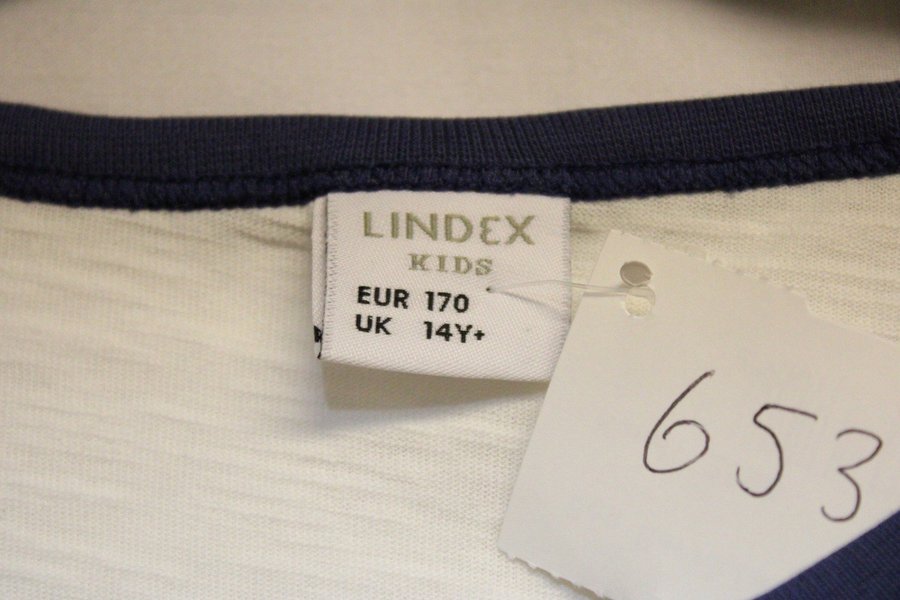 LINDEX
KIDS
EUR 170
UK 14Y+
653